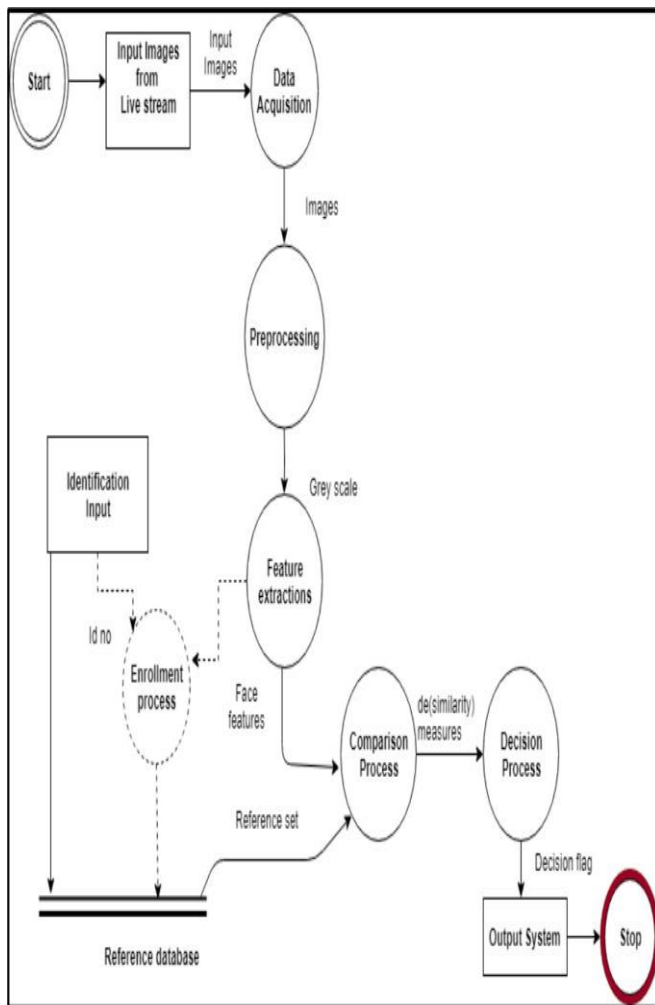 Start
Input Images
from
Live stream
Input
Images
Data
Acquisition
Images
Preprocessing
Grey scale
Identification
Input
Feature
extractions
Id no
Enrollment
process
Face
features
Comparison
Process
de(similarity)
measures
Decision
Process
Reference set
Decision flag
Output System
Stop
Reference database